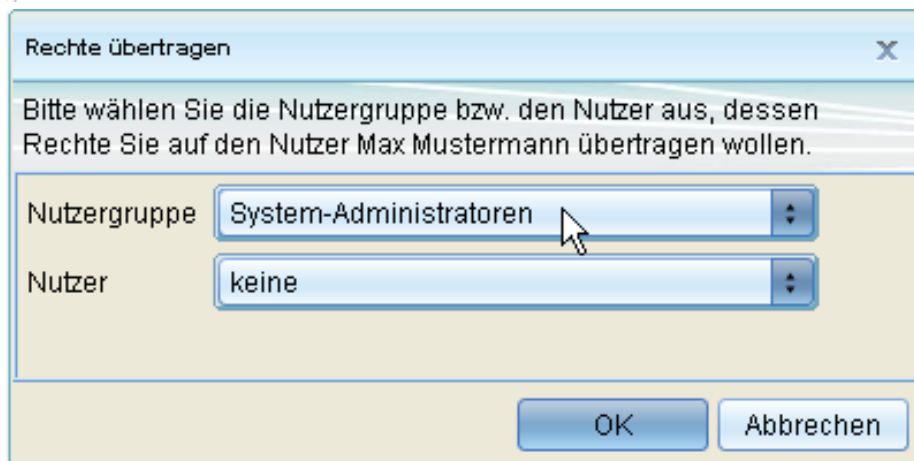 Rechte übertragen
Bitte wählen Sie die Nutzergruppe bzw. den Nutzer aus, dessen
Rechte Sie auf den Nutzer Max Mustermann übertragen wollen.
Nutzergruppe System-Administratoren
Nutzer keine
OK Abbrechen